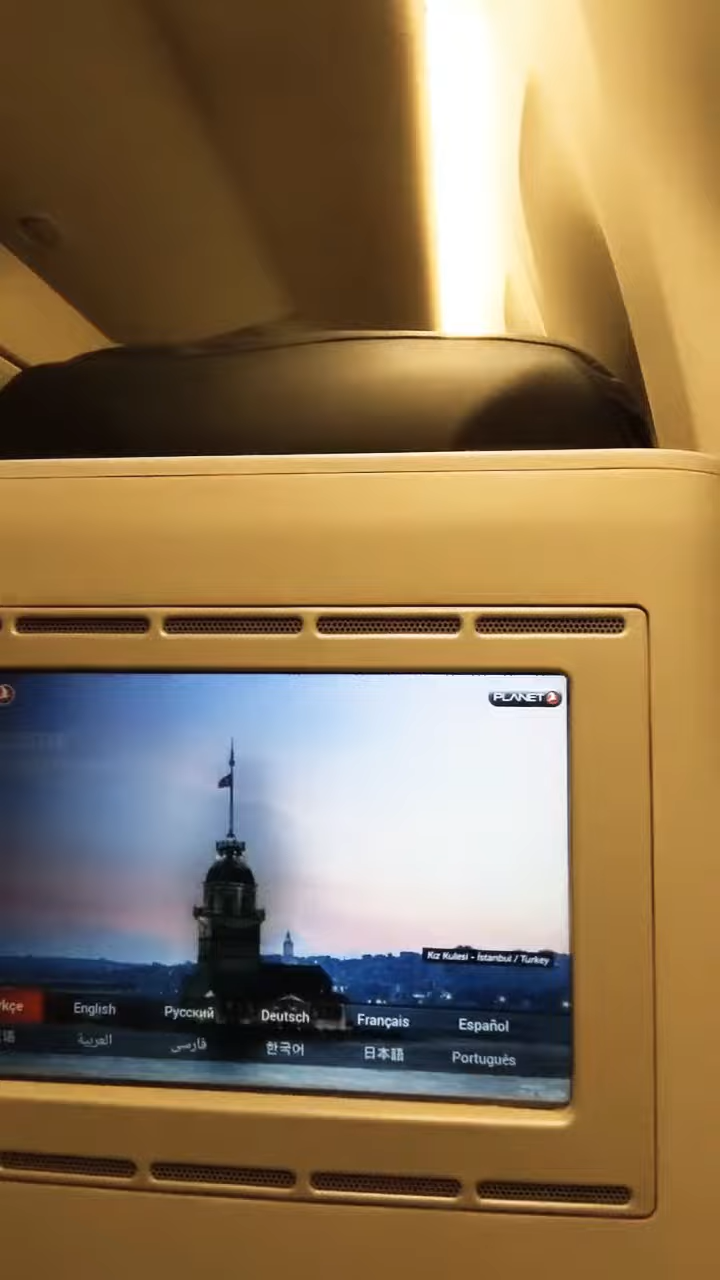 PLANET
Kız Kulesi - İstanbul / Turkey
English Русский Deutsch Français Español
العربية فارسی 한국어 日本語 Português